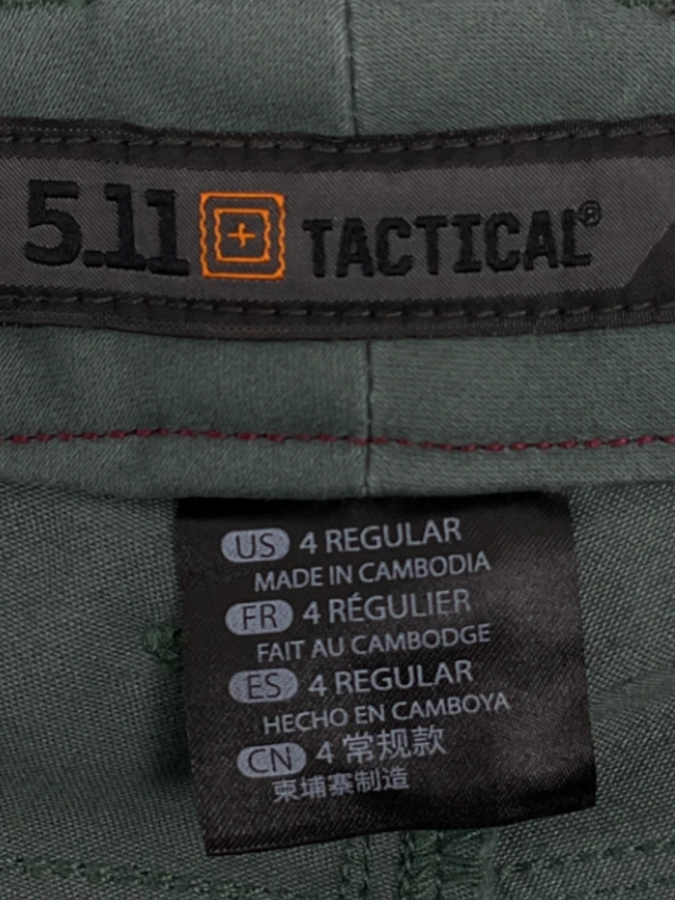 5.11 TACTICAL®
US 4 REGULAR
MADE IN CAMBODIA
FR 4 RÉGULIER
FAIT AU CAMBODGE
ES 4 REGULAR
HECHO EN CAMBOYA
CN 4 常规款
柬埔寨制造